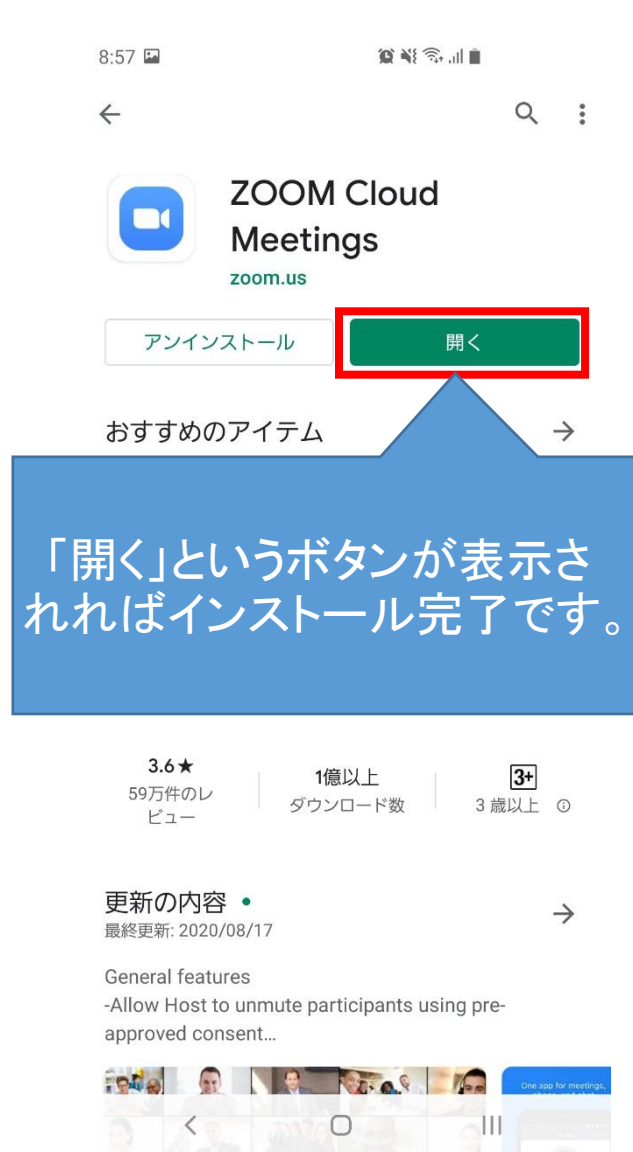 8:57
ZOOM Cloud
Meetings
zoom.us
アンインストール
開く
おすすめのアイテム
「開く」というボタンが表示さ
れればインストール完了です。
3.6★
59万件のレ
ビュー
1億以上
ダウンロード数
3+
3 歳以上
更新の内容
最終更新: 2020/08/17
General features
-Allow Host to unmute participants using pre-
approved consent…
One app for meetings,